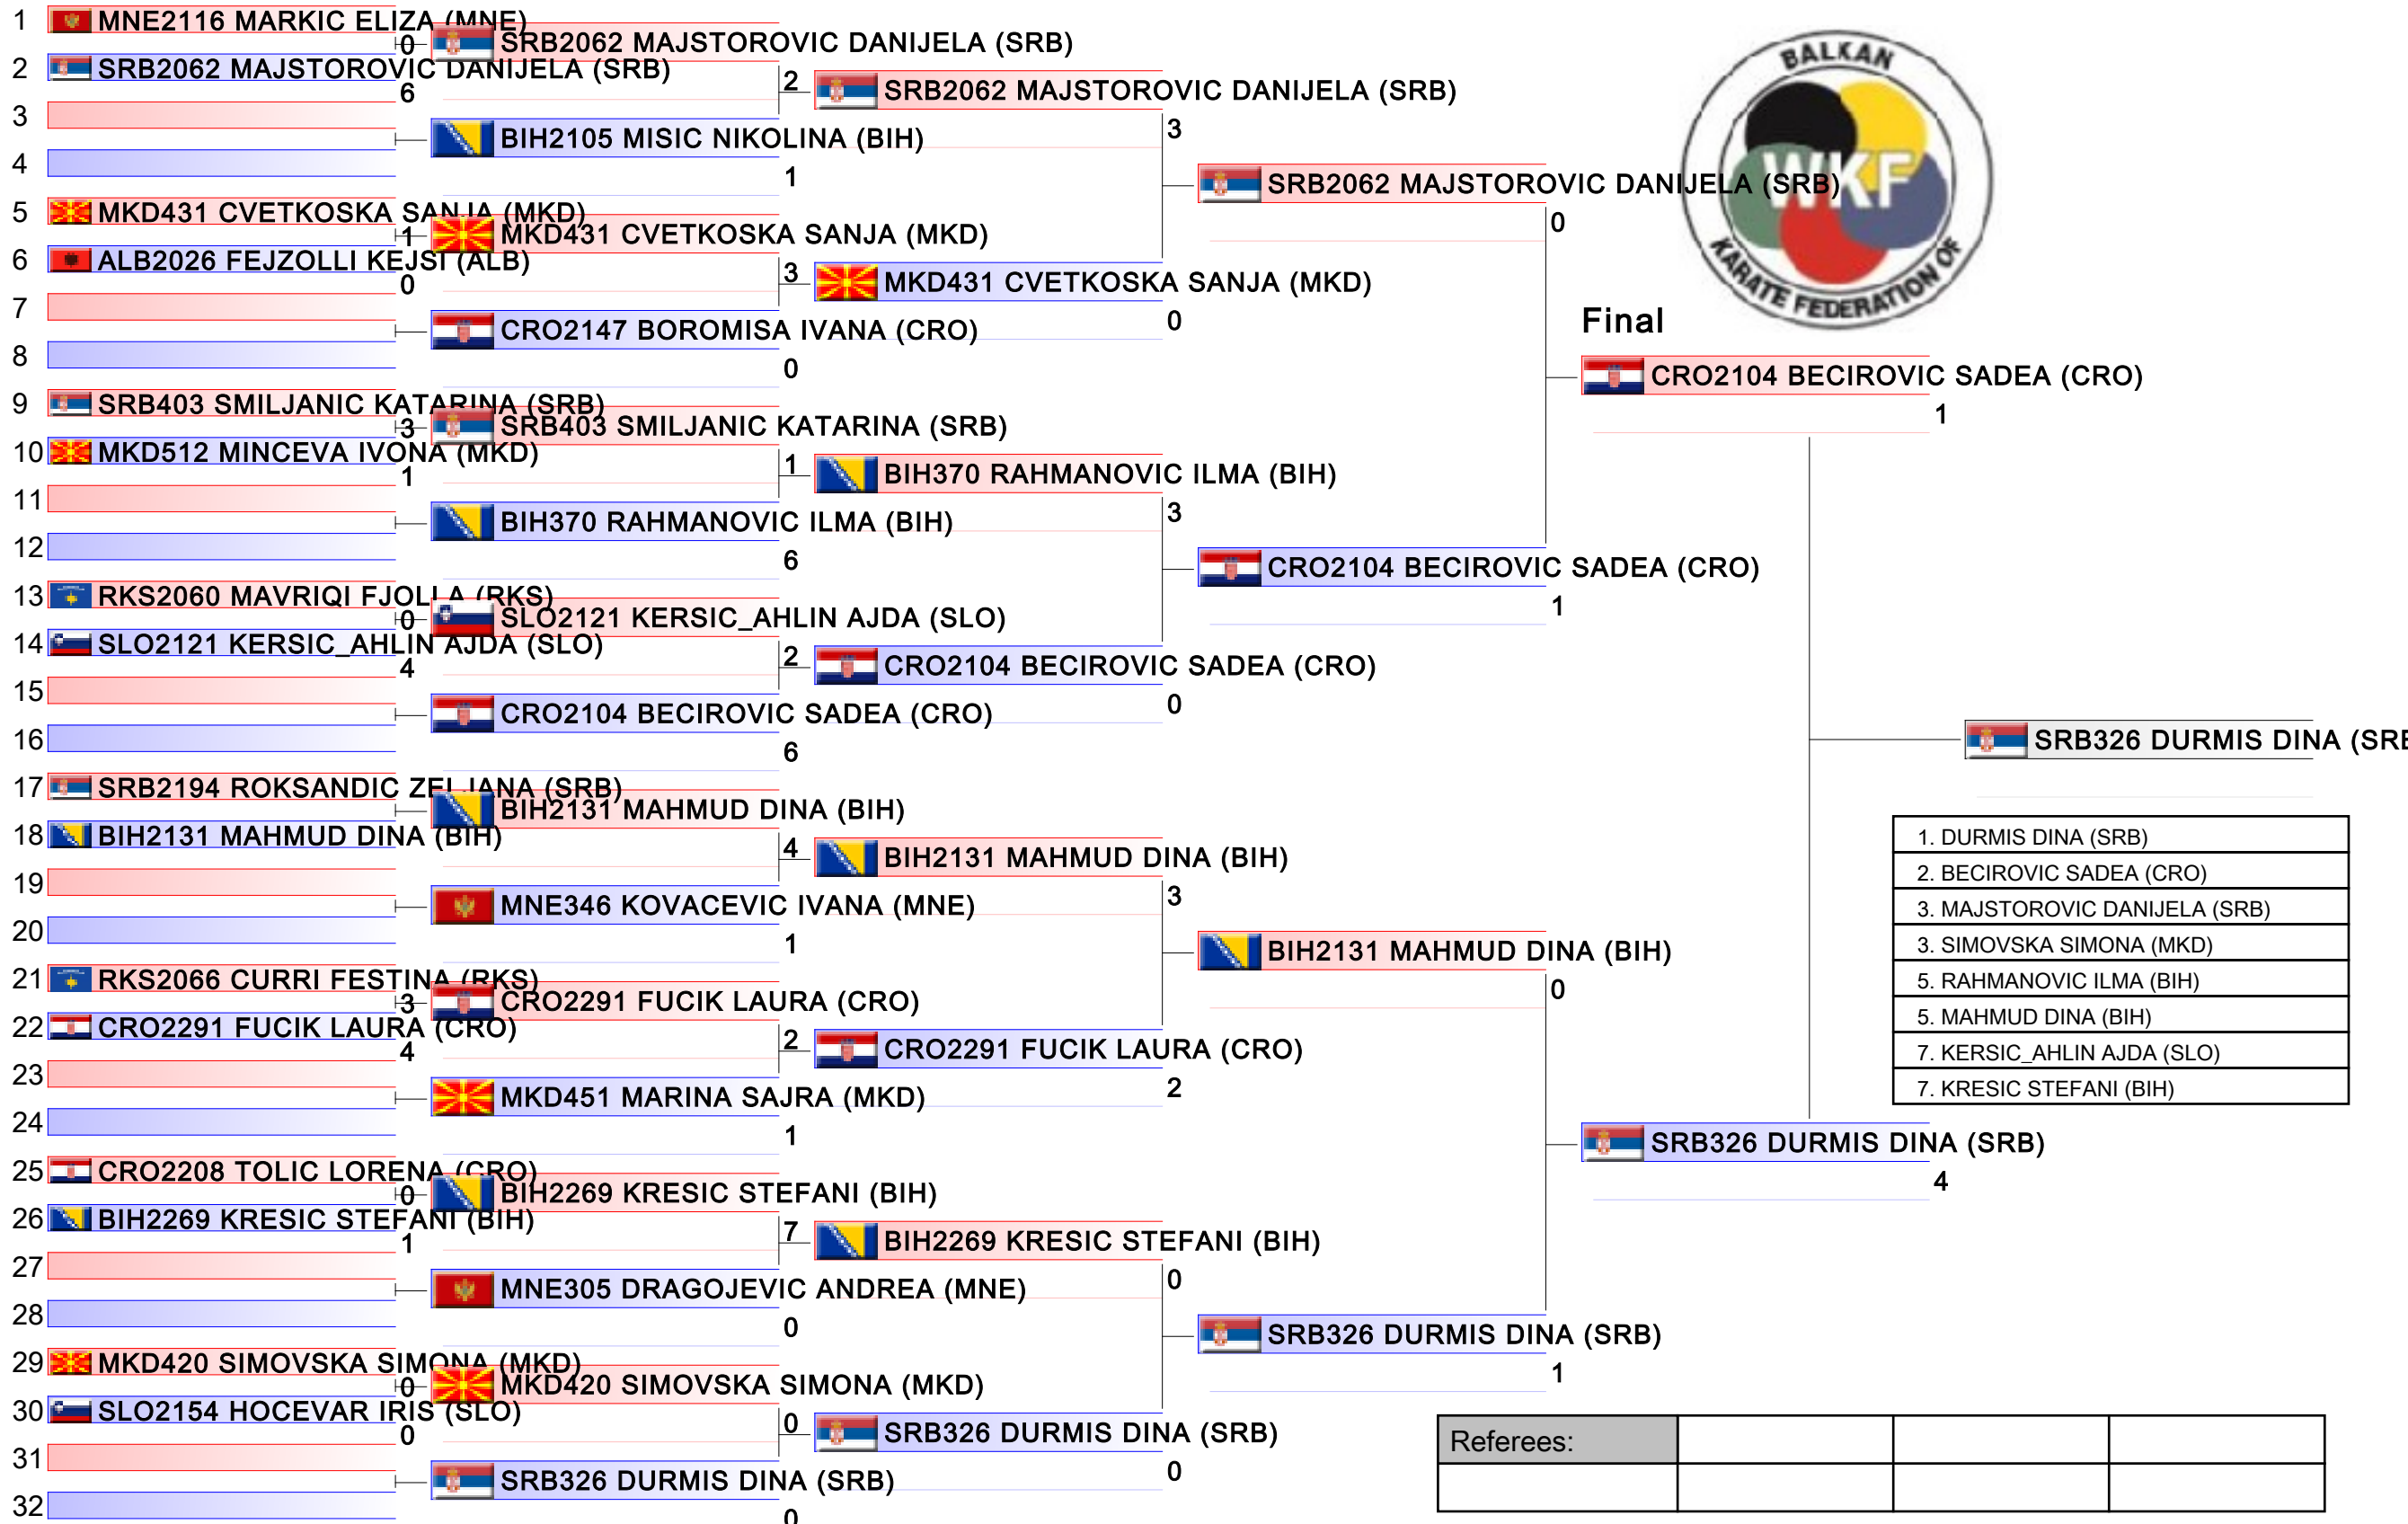 1 MNE2116 MARKIC ELIZA (MNE)
0
2 SRB2062 MAJSTOROVIC DANIJELA (SRB)
6
3
4
5 MKD431 CVETKOSKA SANJA (MKD)
1
6 ALB2026 FEJZOLLI KEJSI (ALB)
0
7
8
9 SRB403 SMILJANIC KATARINA (SRB)
3
10 MKD512 MINCEVA IVONA (MKD)
1
11
12
13 RKS2060 MAVRIQI FJOLLA (RKS)
0
14 SLO2121 KERSIC_AHLIN AJDA (SLO)
4
15
16
17 SRB2194 ROKSANDIC ZELJANA (SRB)
18 BIH2131 MAHMUD DINA (BIH)
19
20
21 RKS2066 CURRI FESTINA (RKS)
3
22 CRO2291 FUCIK LAURA (CRO)
4
23
24
25 CRO2208 TOLIC LORENA (CRO)
0
26 BIH2269 KRESIC STEFANI (BIH)
1
27
28
29 MKD420 SIMOVSKA SIMONA (MKD)
0
30 SLO2154 HOCEVAR IRIS (SLO)
0
31
32
SRB2062 MAJSTOROVIC DANIJELA (SRB)
2
BIH2105 MISIC NIKOLINA (BIH)
1
MKD431 CVETKOSKA SANJA (MKD)
3
CRO2147 BOROMISA IVANA (CRO)
0
SRB403 SMILJANIC KATARINA (SRB)
1
BIH370 RAHMANOVIC ILMA (BIH)
6
SLO2121 KERSIC_AHLIN AJDA (SLO)
2
CRO2104 BECIROVIC SADEA (CRO)
6
BIH2131 MAHMUD DINA (BIH)
4
MNE346 KOVACEVIC IVANA (MNE)
1
CRO2291 FUCIK LAURA (CRO)
2
MKD451 MARINA SAJRA (MKD)
1
BIH2269 KRESIC STEFANI (BIH)
7
MNE305 DRAGOJEVIC ANDREA (MNE)
0
MKD420 SIMOVSKA SIMONA (MKD)
0
SRB326 DURMIS DINA (SRB)
0
SRB2062 MAJSTOROVIC DANIJELA (SRB)
3
MKD431 CVETKOSKA SANJA (MKD)
0
BIH370 RAHMANOVIC ILMA (BIH)
3
CRO2104 BECIROVIC SADEA (CRO)
0
BIH2131 MAHMUD DINA (BIH)
3
CRO2291 FUCIK LAURA (CRO)
2
BIH2269 KRESIC STEFANI (BIH)
0
SRB326 DURMIS DINA (SRB)
0
SRB2062 MAJSTOROVIC DANIJELA (SRB)
0
CRO2104 BECIROVIC SADEA (CRO)
1
BIH2131 MAHMUD DINA (BIH)
0
SRB326 DURMIS DINA (SRB)
1
BALKAN
WKF
KARATE FEDERATION OF
Final
CRO2104 BECIROVIC SADEA (CRO)
1
SRB326 DURMIS DINA (SRB)
4
SRB326 DURMIS DINA (SRB
1. DURMIS DINA (SRB)
2. BECIROVIC SADEA (CRO)
3. MAJSTOROVIC DANIJELA (SRB)
3. SIMOVSKA SIMONA (MKD)
5. RAHMANOVIC ILMA (BIH)
5. MAHMUD DINA (BIH)
7. KERSIC_AHLIN AJDA (SLO)
7. KRESIC STEFANI (BIH)
Referees: